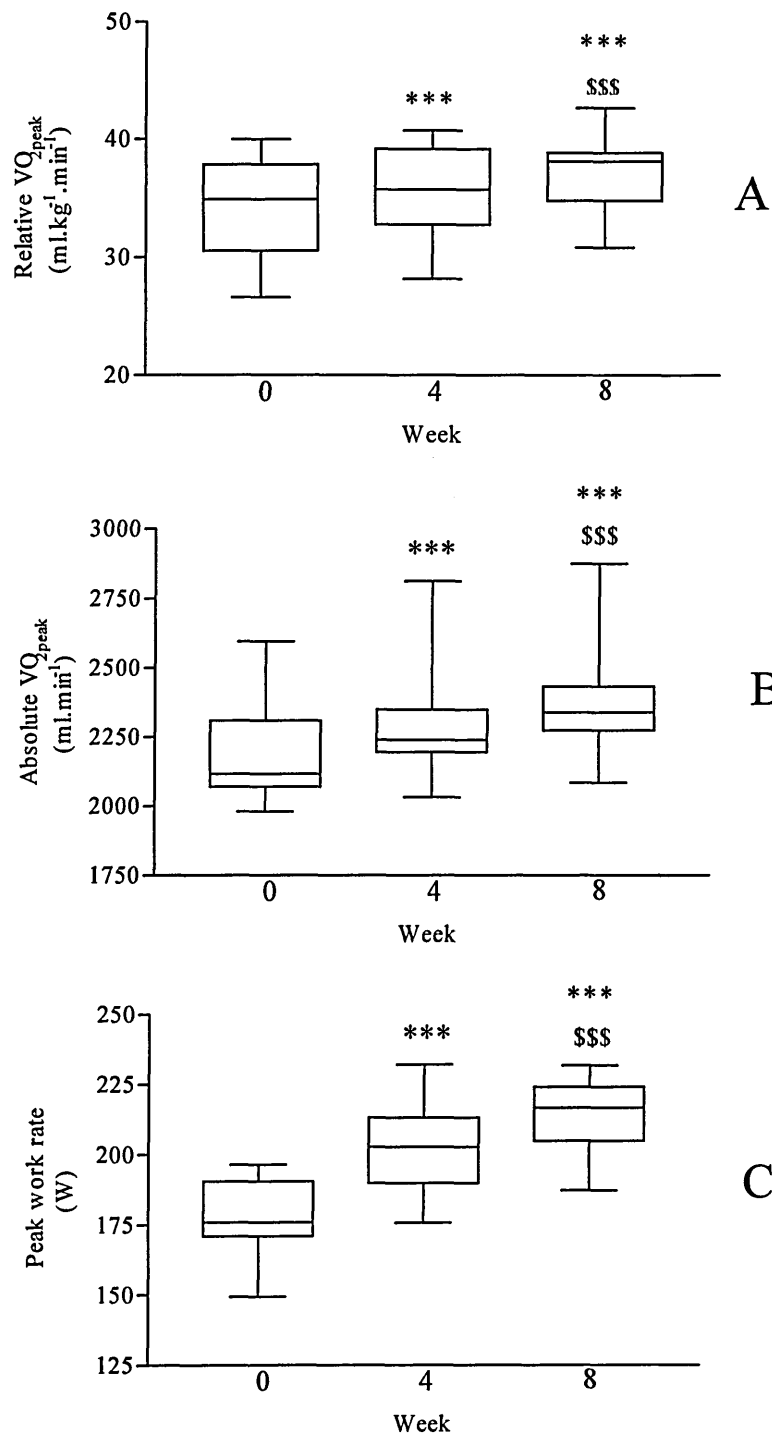 50
40
30
20
Relative VO2peak
(ml.kg-1.min-1)
***
***
$$$
A
0 4 8
Week
3000
2750
2500
2250
2000
1750
Absolute VO2peak
(ml.min-1)
***
***
$$$
B
0 4 8
Week
250
225
200
175
150
125
Peak work rate
(W)
***
***
$$$
C
0 4 8
Week